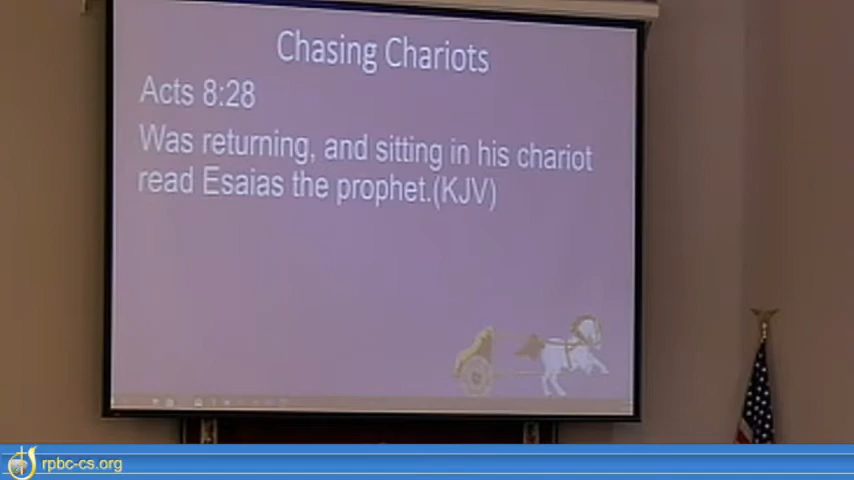 Chasing Chariots
Acts 8:28
Was returning, and sitting in his chariot
read Esaias the prophet.(KJV)
rpbc-cs.org